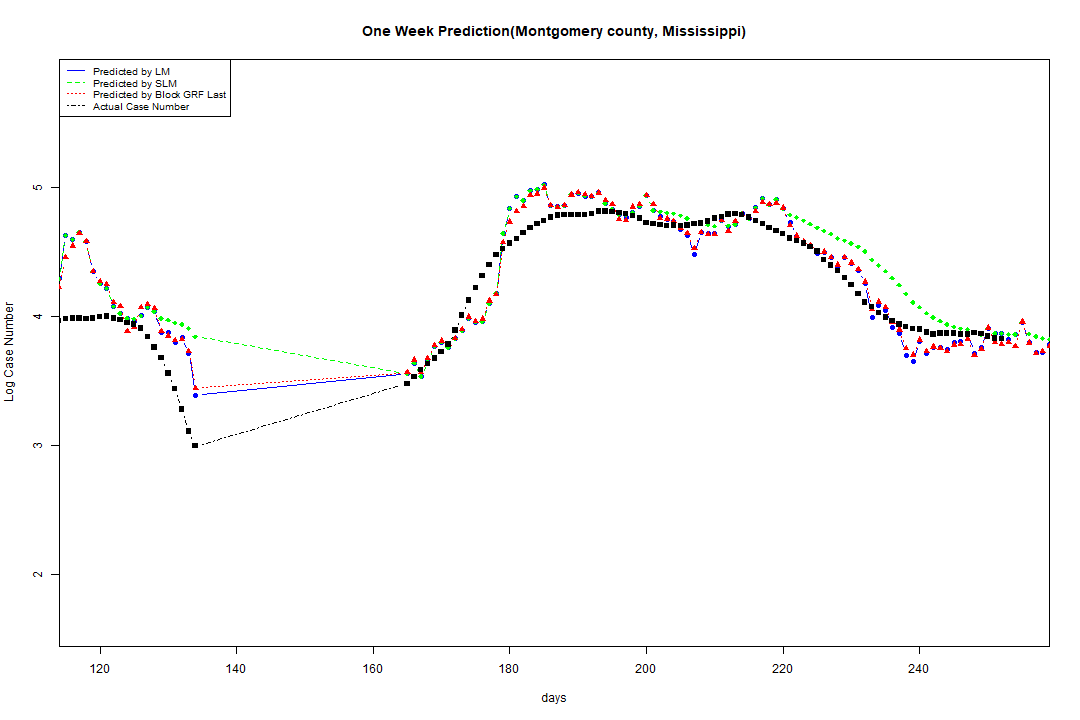 One Week Prediction(Montgomery county, Mississippi)
Predicted by LM
Predicted by SLM
Predicted by Block GRF Last
Actual Case Number
Log Case Number
5
4
3
2
120 140 160 180 200 220 240
days